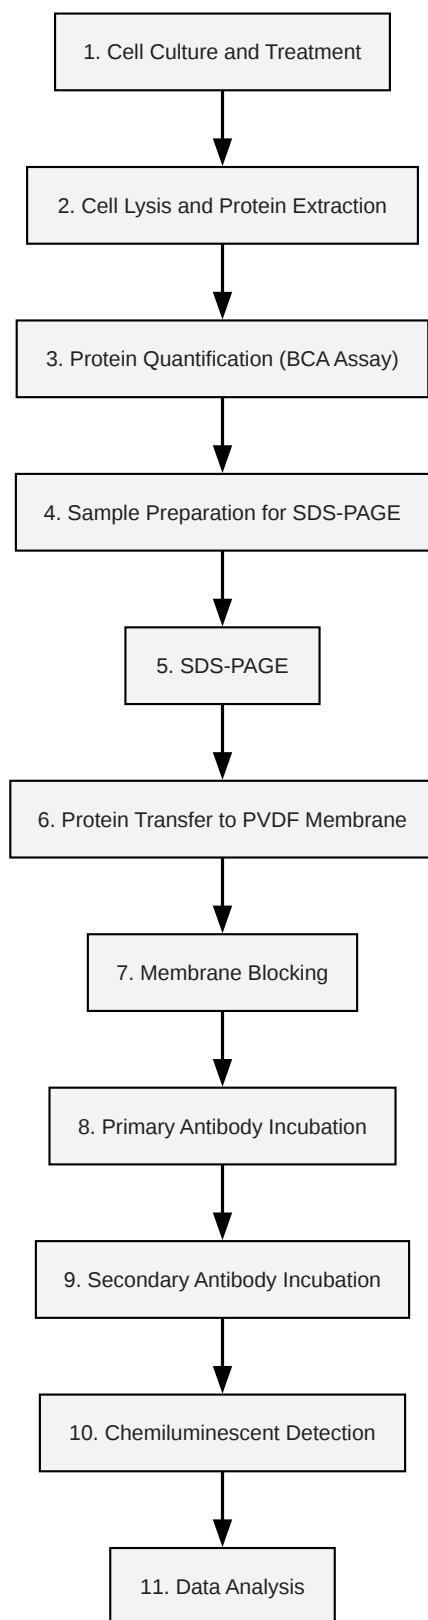 1. Cell Culture and Treatment
2. Cell Lysis and Protein Extraction
3. Protein Quantification (BCA Assay)
4. Sample Preparation for SDS-PAGE
5. SDS-PAGE
6. Protein Transfer to PVDF Membrane
7. Membrane Blocking
8. Primary Antibody Incubation
9. Secondary Antibody Incubation
10. Chemiluminescent Detection
11. Data Analysis